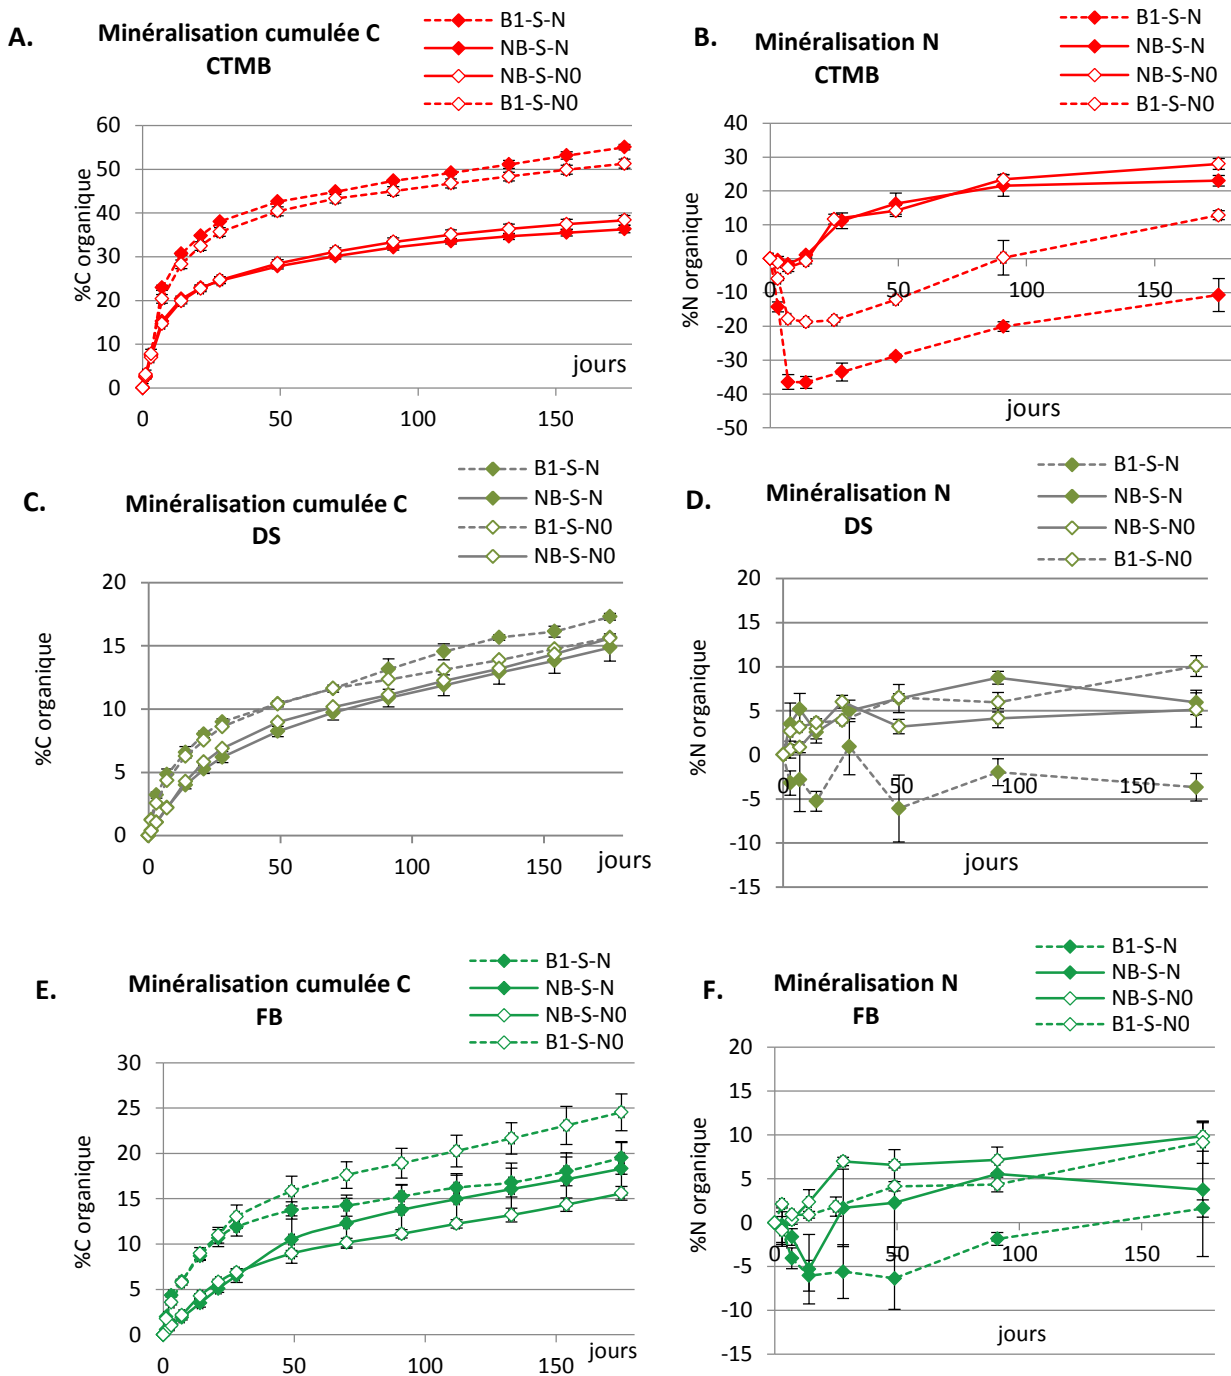 A.
Minéralisation cumulée C
CTMB
B1-S-N
NB-S-N
NB-S-N0
B1-S-N0
%C organique
60
50
40
30
20
10
0
0 50 100 150
jours
B.
Minéralisation N
CTMB
B1-S-N
NB-S-N
NB-S-N0
B1-S-N0
%N organique
40
30
20
10
0
-10
-20
-30
-40
-50
0 50 100 150
jours
C.
Minéralisation cumulée C
DS
B1-S-N
NB-S-N
B1-S-N0
NB-S-N0
%C organique
20
15
10
5
0
0 50 100 150
jours
D.
Minéralisation N
DS
B1-S-N
NB-S-N
NB-S-N0
B1-S-N0
%N organique
20
15
10
5
0
-5
-10
-15
0 50 100 150
jours
E.
Minéralisation cumulée C
FB
B1-S-N
NB-S-N
NB-S-N0
B1-S-N0
%C organique
30
25
20
15
10
5
0
0 50 100 150
jours
F.
Minéralisation N
FB
B1-S-N
NB-S-N
NB-S-N0
B1-S-N0
%N organique
20
15
10
5
0
-5
-10
-15
0 50 100 150
jours